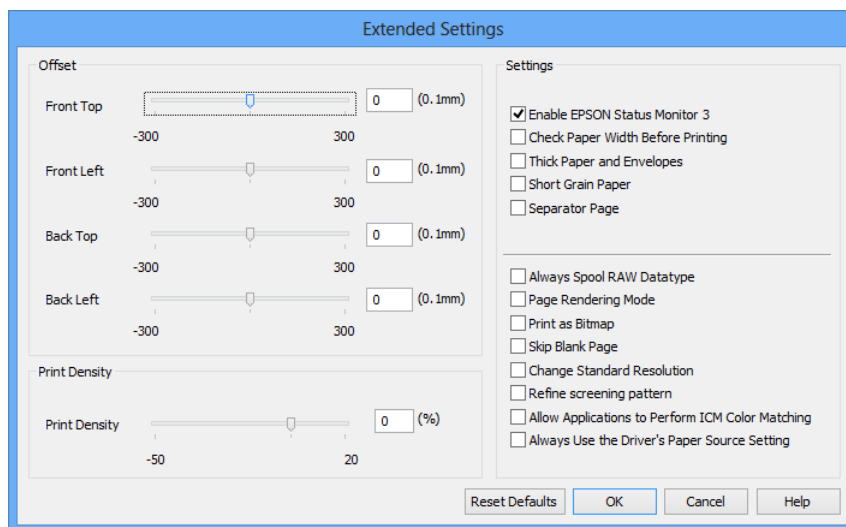 Extended Settings
Offset
Front Top 0 (0.1mm)
-300 300
Front Left 0 (0.1mm)
-300 300
Back Top 0 (0.1mm)
-300 300
Back Left 0 (0.1mm)
-300 300
Print Density
Print Density 0 (%)
-50 20
Settings
Enable EPSON Status Monitor 3
Check Paper Width Before Printing
Thick Paper and Envelopes
Short Grain Paper
Separator Page
Always Spool RAW Datatype
Page Rendering Mode
Print as Bitmap
Skip Blank Page
Change Standard Resolution
Refine screening pattern
Allow Applications to Perform ICM Color Matching
Always Use the Driver's Paper Source Setting
Reset Defaults OK Cancel Help